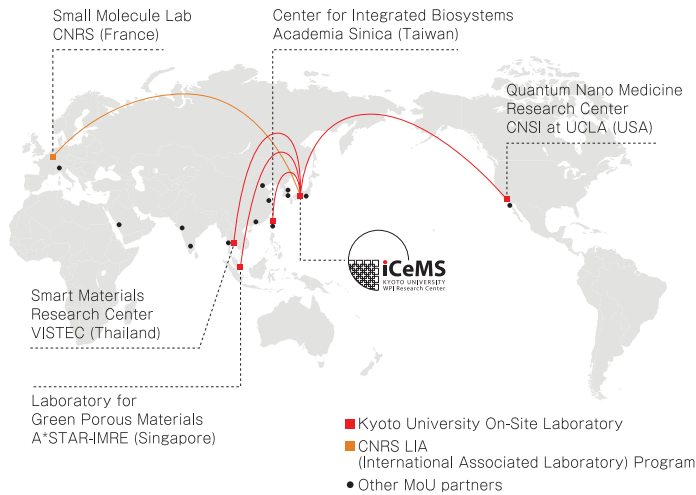 Small Molecule Lab
CNRS (France)
Center for Integrated Biosystems
Academia Sinica (Taiwan)
Quantum Nano Medicine
Research Center
CNSI at UCLA (USA)
iCeMS
KYOTO UNIVERSITY
WPI Research Center
Smart Materials
Research Center
VISTEC (Thailand)
Laboratory for
Green Porous Materials
A*STAR-IMRE (Singapore)
Kyoto University On-Site Laboratory
CNRS LIA
(International Associated Laboratory) Program
Other MoU partners